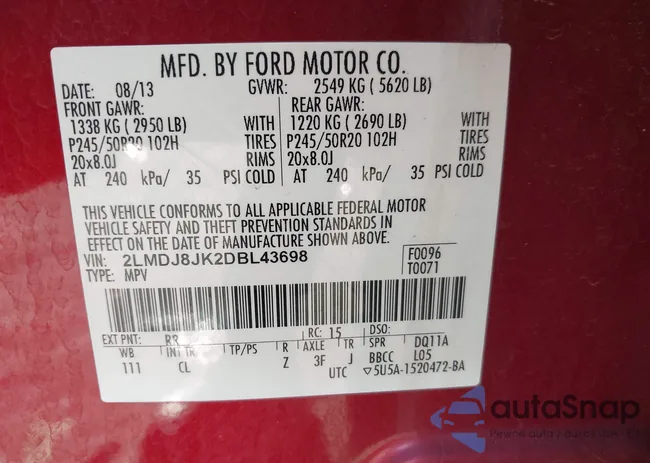 MFD. BY FORD MOTOR CO.
DATE: 08/13 GVWR: 2549 KG ( 5620 LB)
FRONT GAWR: REAR GAWR:
1338 KG ( 2950 LB) WITH 1220 KG ( 2690 LB) WITH
P245/50R20 102H TIRES P245/50R20 102H TIRES
20x8.0J RIMS 20x8.0J RIMS
AT 240 kPa/ 35 PSI COLD AT 240 kPa/ 35 PSI COLD
THIS VEHICLE CONFORMS TO ALL APPLICABLE FEDERAL MOTOR
VEHICLE SAFETY AND THEFT PREVENTION STANDARDS IN
EFFECT ON THE DATE OF MANUFACTURE SHOWN ABOVE.
VIN: 2LMDJ8JK2DBL43698 F0096
TYPE: MPV T0071
EXT PNT: RR RC: 15 DSO:
WB INT TR TP/PS R AXLE TR SPR DQ11A
111 CL Z 3F J BBCC L05
UTC ▽5U5A-1520472-BA
autaSnap